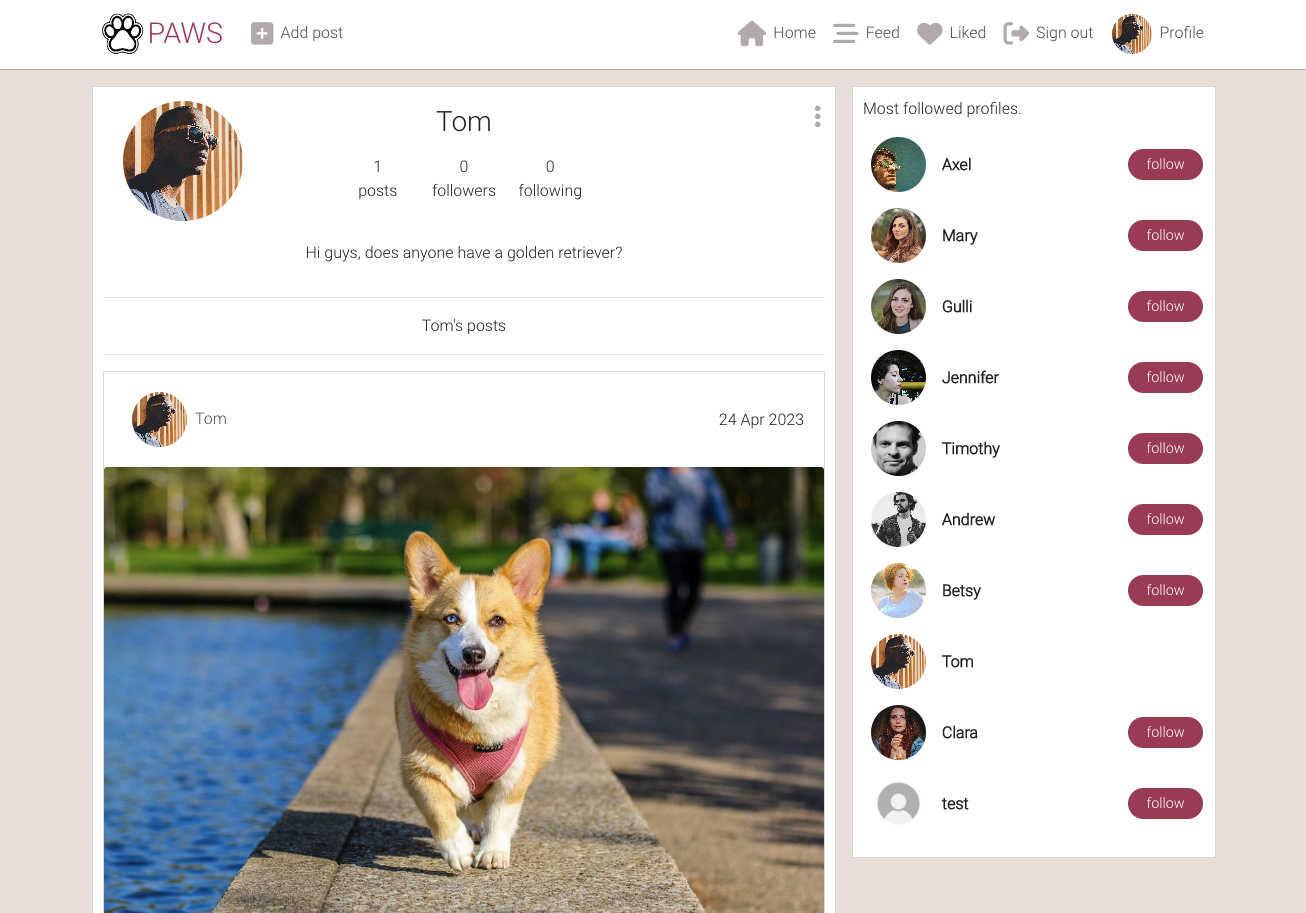 PAWS
Add post
Home
Feed
Liked
Sign out
Profile
Tom
1 0 0
posts followers following
Hi guys, does anyone have a golden retriever?
Tom's posts
Tom
24 Apr 2023
Most followed profiles.
Axel follow
Mary follow
Gulli follow
Jennifer follow
Timothy follow
Andrew follow
Betsy follow
Tom
Clara follow
test follow